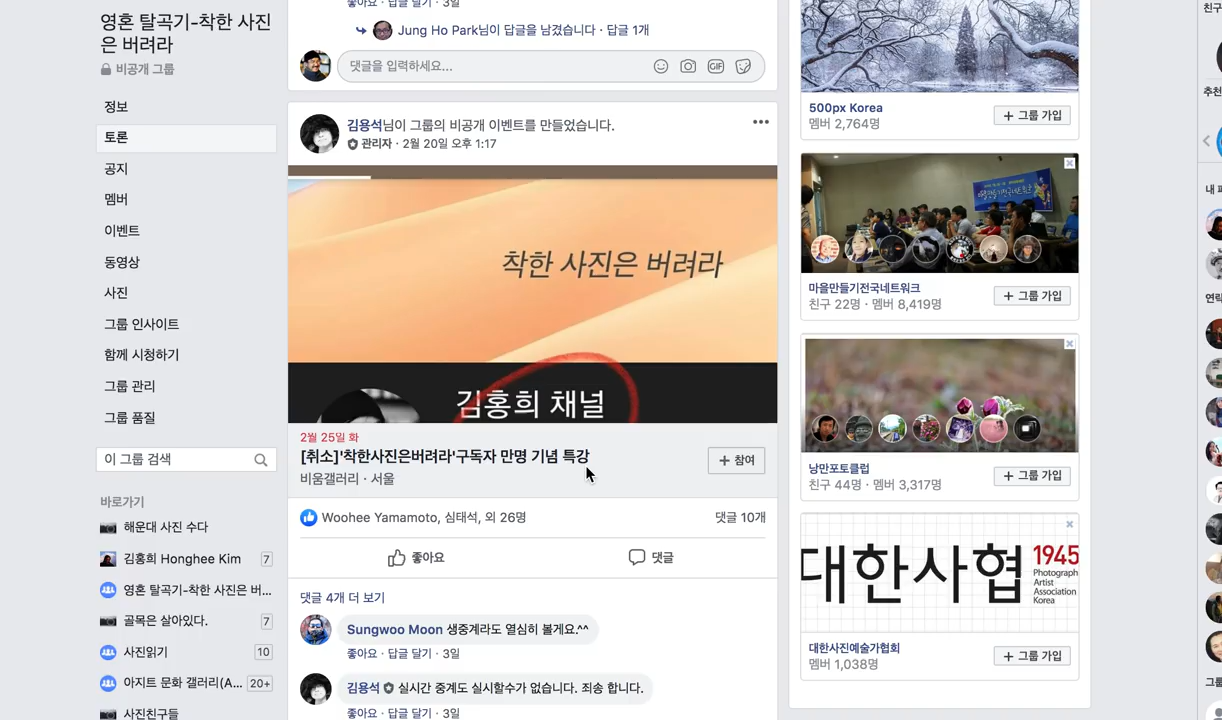 영혼 탈곡기-착한 사진
은 버려라
비공개 그룹
정보
토론
공지
멤버
이벤트
동영상
사진
그룹 인사이트
함께 시청하기
그룹 관리
그룹 품질
이 그룹 검색
바로가기
해운대 사진 수다
김홍희 Honghee Kim 7
영혼 탈곡기-착한 사진은 버...
골목은 살아있다. 7
사진읽기 10
아지트 문화 갤러리(A... 20+
사진친구들
좋아요 · 답글 달기 · 3일
Jung Ho Park님이 답글을 남겼습니다 · 답글 1개
댓글을 입력하세요...
GIF
김용석님이 그룹의 비공개 이벤트를 만들었습니다.
관리자 · 2월 20일 오후 1:17
착한 사진은 버려라
김홍희 채널
2월 25일 화
[취소]'착한사진은버려라'구독자 만명 기념 특강
비움갤러리 · 서울
+ 참여
Woohee Yamamoto, 심태석, 외 26명
댓글 10개
좋아요
댓글
댓글 4개 더 보기
Sungwoo Moon 생중계라도 열심히 볼게요.^^
좋아요 · 답글 달기 · 3일
김용석 실시간 중계도 실시할수가 없습니다. 죄송 합니다.
좋아요 · 답글 달기 · 3일
500px Korea
멤버 2,764명
+ 그룹 가입
마을만들기전국네트워크
친구 22명 · 멤버 8,419명
+ 그룹 가입
낭만포토클럽
친구 44명 · 멤버 3,317명
+ 그룹 가입
대한사협
1945
Photograph
Artist
Association
Korea
대한사진예술가협회
멤버 1,038명
+ 그룹 가입
친구
추천
내 페
연락
그룹